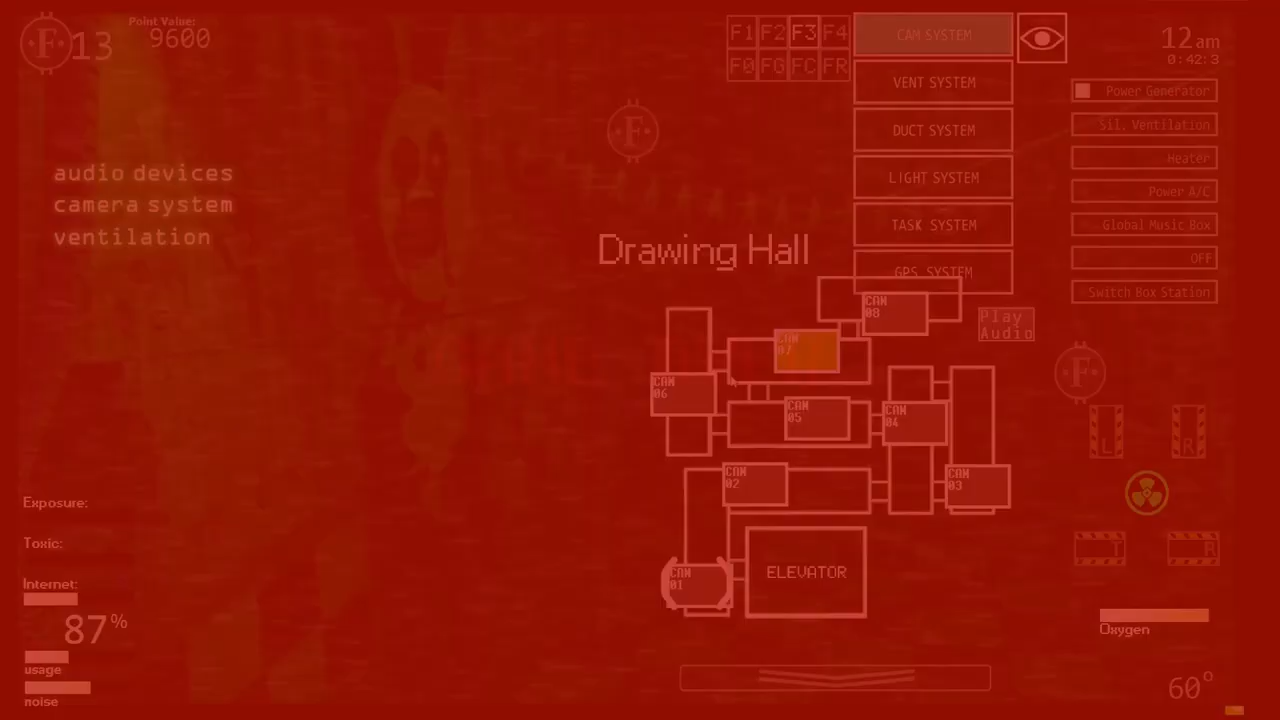 Point Value:
F 13 9600
F1 F2 F3 F4
F0 FG FC FR
CAM SYSTEM
VENT SYSTEM
DUCT SYSTEM
LIGHT SYSTEM
TASK SYSTEM
GPS SYSTEM
12 am
0:42:3
Power Generator
Sil. Ventilation
Heater
Power A/C
Global Music Box
OFF
Switch Box Station
F
audio devices
camera system
ventilation
Drawing Hall
CAM
08
Play
Audio
CAM
07
F
CAM
06
CAM
05
CAM
04
L R
CAM
02
CAM
03
Exposure:
Toxic:
T R
ELEVATOR
CAM
01
Internet:
87%
Oxygen
usage
noise
60°